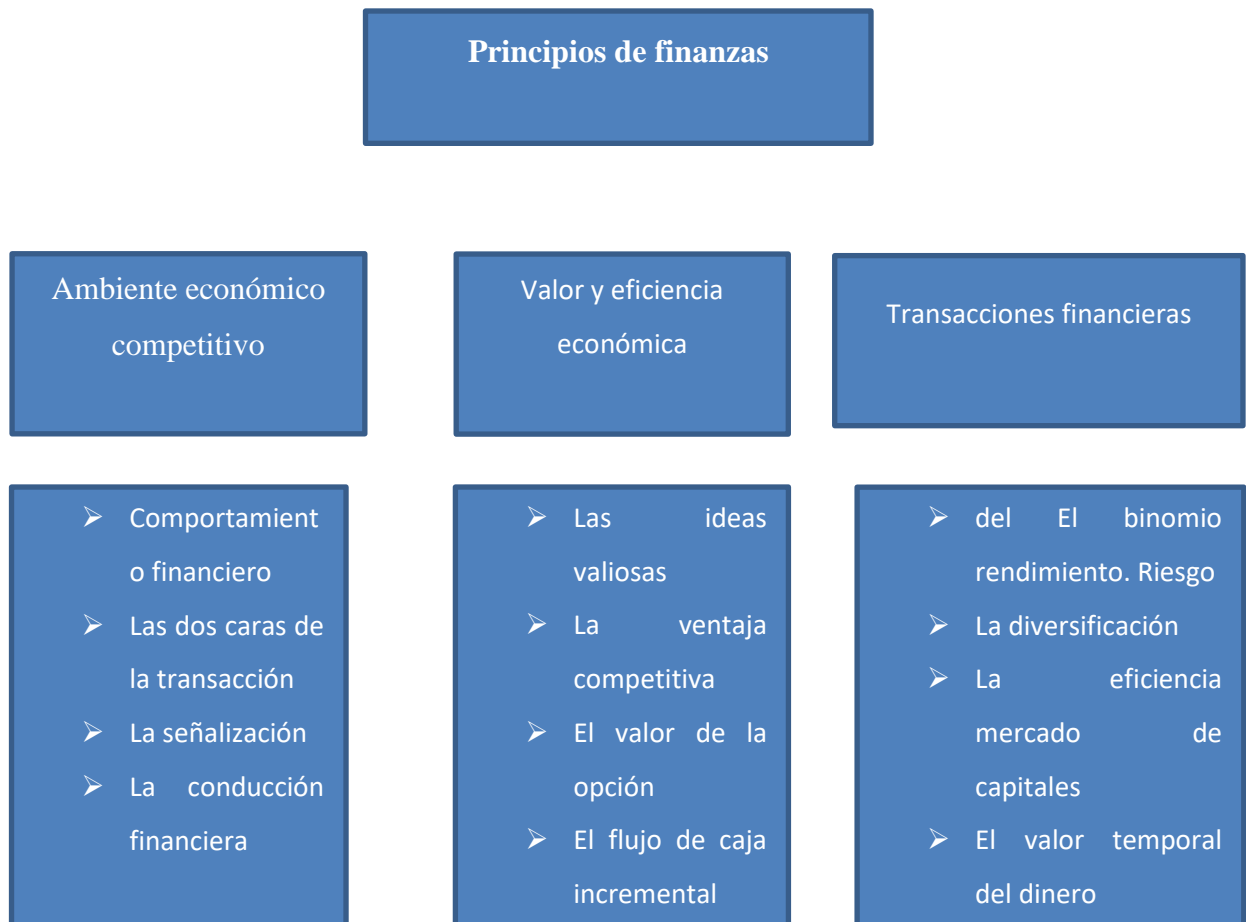 Principios de finanzas
Ambiente económico
competitivo
Valor y eficiencia
económica
Transacciones financieras
➢ Comportamient
o financiero
➢ Las dos caras de
la transacción
➢ La señalización
➢ La conducción
financiera
➢ Las ideas
valiosas
➢ La ventaja
competitiva
➢ El valor de la
opción
➢ El flujo de caja
incremental
➢ del El binomio
rendimiento. Riesgo
➢ La diversificación
➢ La eficiencia
mercado de
capitales
➢ El valor temporal
del dinero